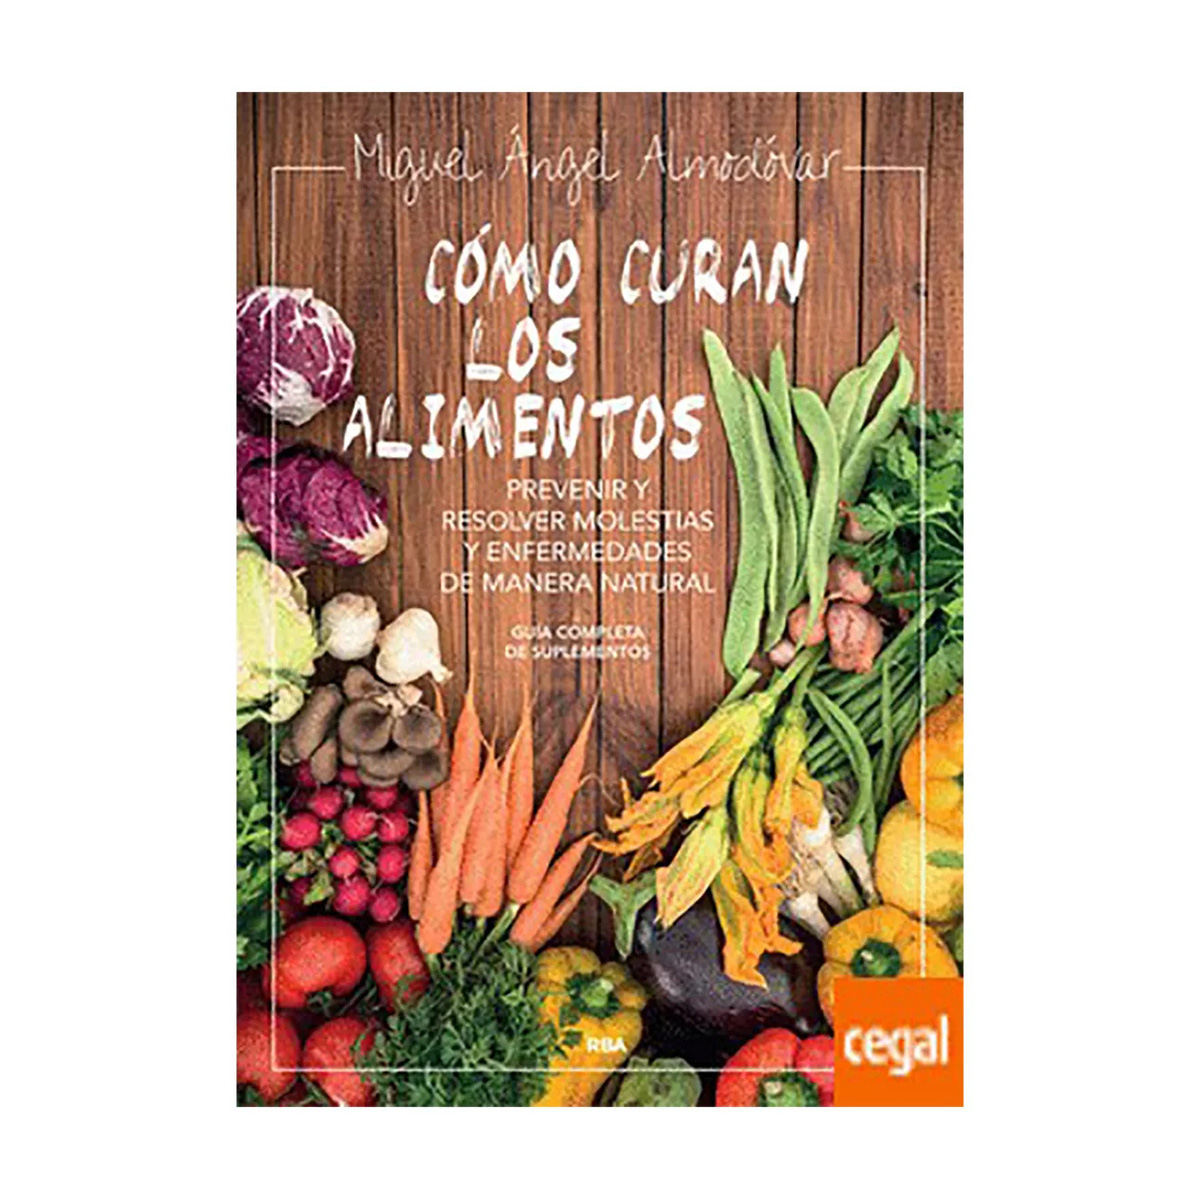 Miguel Ángel Almodóvar
CÓMO CURAN
LOS
ALIMENTOS
PREVENIR Y
RESOLVER MOLESTIAS
Y ENFERMEDADES
DE MANERA NATURAL
GUÍA COMPLETA
DE SUPLEMENTOS
RBA
cegal